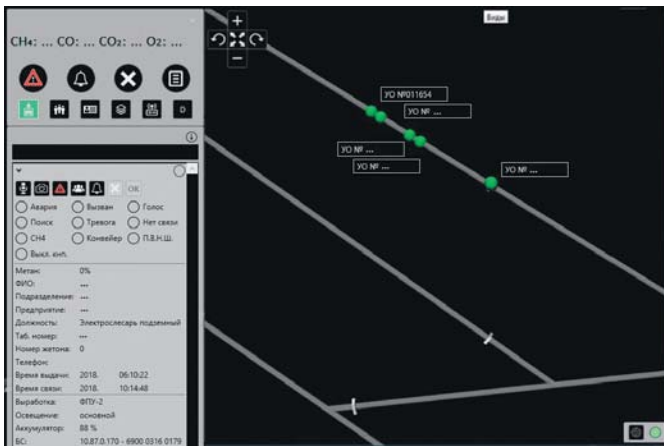 CH₄: ... CO: ... CO₂: ... O₂: ...
D
OK
Авария Вызван Голос
Поиск Тревога Нет связи
CH4 Конвейер П.В.Н.Ш.
Выкл. кнп.
Метан: 0%
ФИО: ---
Подразделение: ---
Предприятие: ---
Должность: Электрослесарь подземный
Таб. номер: ---
Номер жетона: 0
Телефон:
Время выдачи: 2018. 06:10:22
Время связи: 2018. 10:14:48
Выработка: ФПУ-2
Освещение: основной
Аккумулятор: 88 %
БС: 10.87.0.170 - 6900 0316 0179
УО №011654
УО № ...
УО № ...
УО № ...
УО № ...